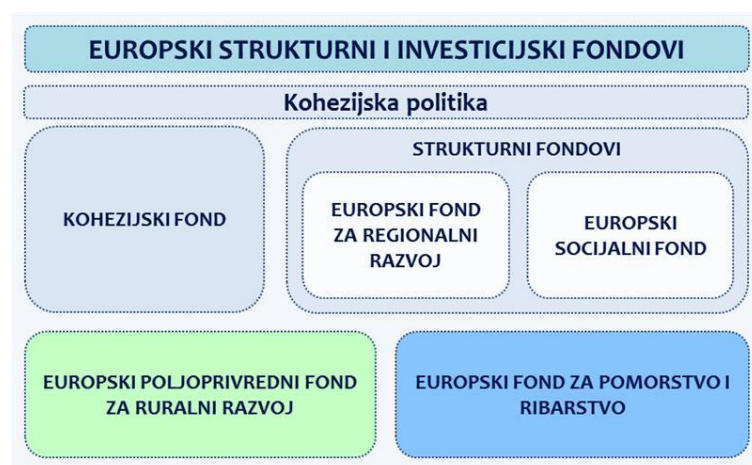 EUROPSKI STRUKTURNI I INVESTICIJSKI FONDOVI
Kohezijska politika
KOHEZIJSKI FOND
STRUKTURNI FONDOVI
EUROPSKI FOND
ZA REGIONALNI
RAZVOJ
EUROPSKI
SOCIJALNI FOND
EUROPSKI POLJOPRIVREDNI FOND
ZA RURALNI RAZVOJ
EUROPSKI FOND ZA POMORSTVO I
RIBARSTVO